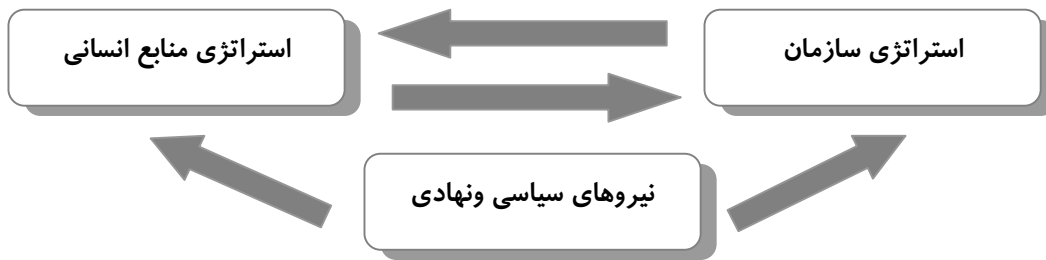 استراتژی سازمان
استراتژی منابع انسانی
نیروهای سیاسی ونهادی